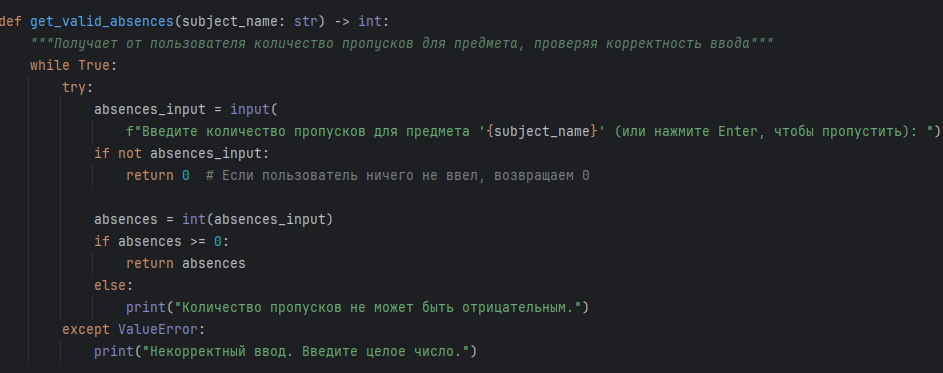 def get_valid_absences(subject_name: str) -> int:
    """Получает от пользователя количество пропусков для предмета, проверяя корректность ввода"""
    while True:
        try:
            absences_input = input(
                f"Введите количество пропусков для предмета '{subject_name}' (или нажмите Enter, чтобы пропустить): ")
            if not absences_input:
                return 0  # Если пользователь ничего не ввел, возвращаем 0

            absences = int(absences_input)
            if absences >= 0:
                return absences
            else:
                print("Количество пропусков не может быть отрицательным.")
        except ValueError:
            print("Некорректный ввод. Введите целое число.")